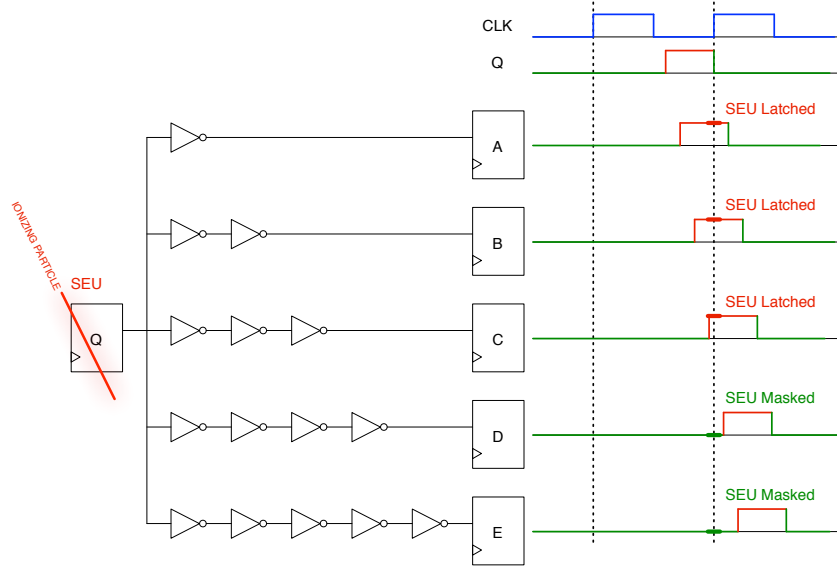 CLK
Q
SEU Latched
A
SEU Latched
B
IONIZING PARTICLE
SEU
Q
SEU Latched
C
SEU Masked
D
SEU Masked
E